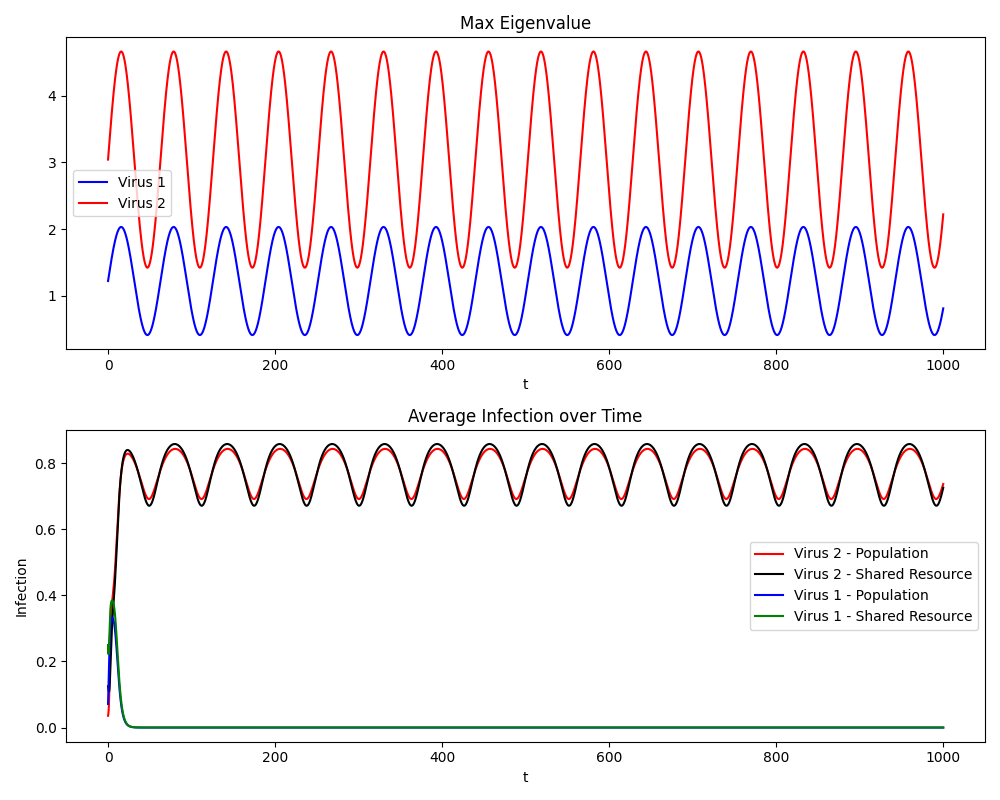 Max Eigenvalue
4
3
2
1
Virus 1
Virus 2
0 200 400 600 800 1000
t
Average Infection over Time
Infection
0.8
0.6
0.4
0.2
0.0
Virus 2 - Population
Virus 2 - Shared Resource
Virus 1 - Population
Virus 1 - Shared Resource
0 200 400 600 800 1000
t